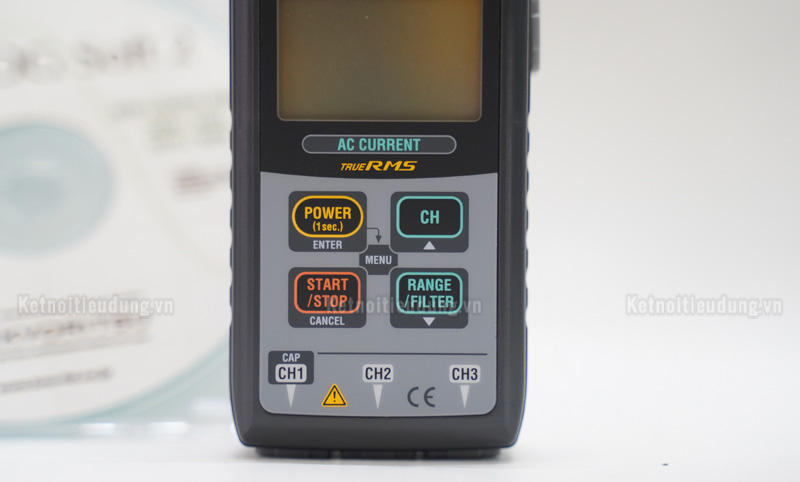 AC CURRENT
TRUE RMS
POWER
(1sec.)
ENTER
CH
MENU
START
/STOP
CANCEL
RANGE
/FILTER
Ketnoitieudung.vn
Ketnoitieudung.vn
Ketnoitieudung.vn
CAP
CH1
CH2
CH3
CE